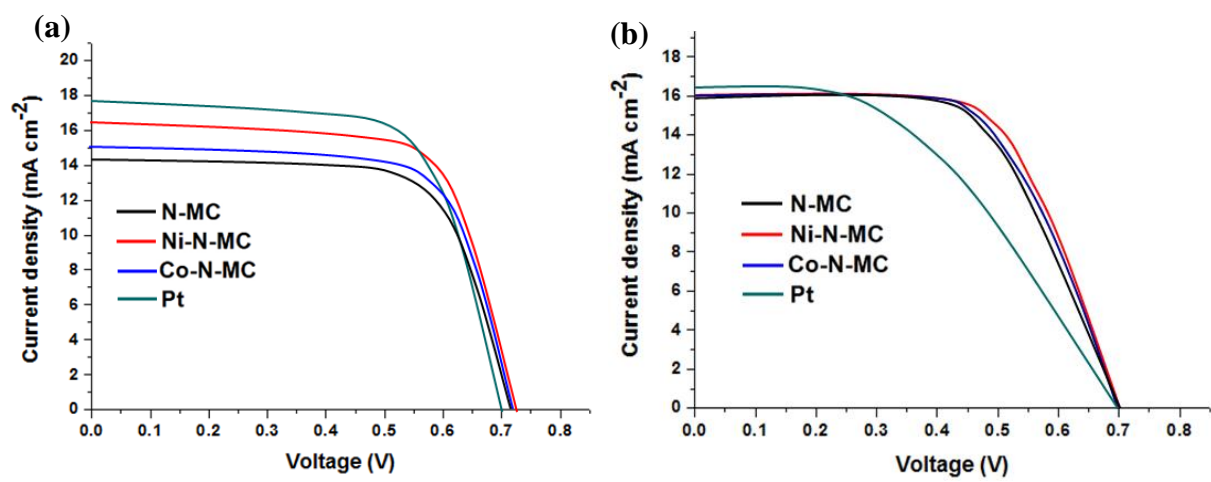 (a)
20
18
16
14
12
10
8
6
4
2
0
Current density (mA cm-2)
N-MC
Ni-N-MC
Co-N-MC
Pt
0.0 0.1 0.2 0.3 0.4 0.5 0.6 0.7 0.8
Voltage (V)
(b)
18
16
14
12
10
8
6
4
2
0
Current density (mA cm-2)
N-MC
Ni-N-MC
Co-N-MC
Pt
0.0 0.1 0.2 0.3 0.4 0.5 0.6 0.7 0.8
Voltage (V)